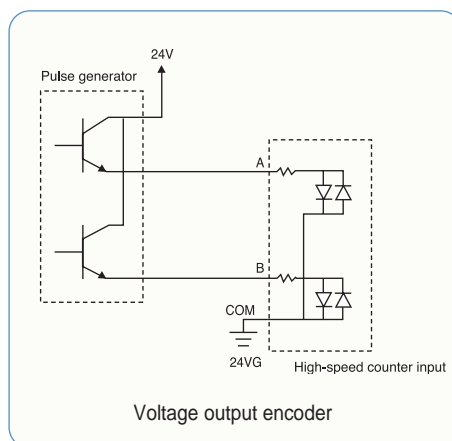 24V
Pulse generator
A
B
COM
24VG
High-speed counter input
Voltage output encoder